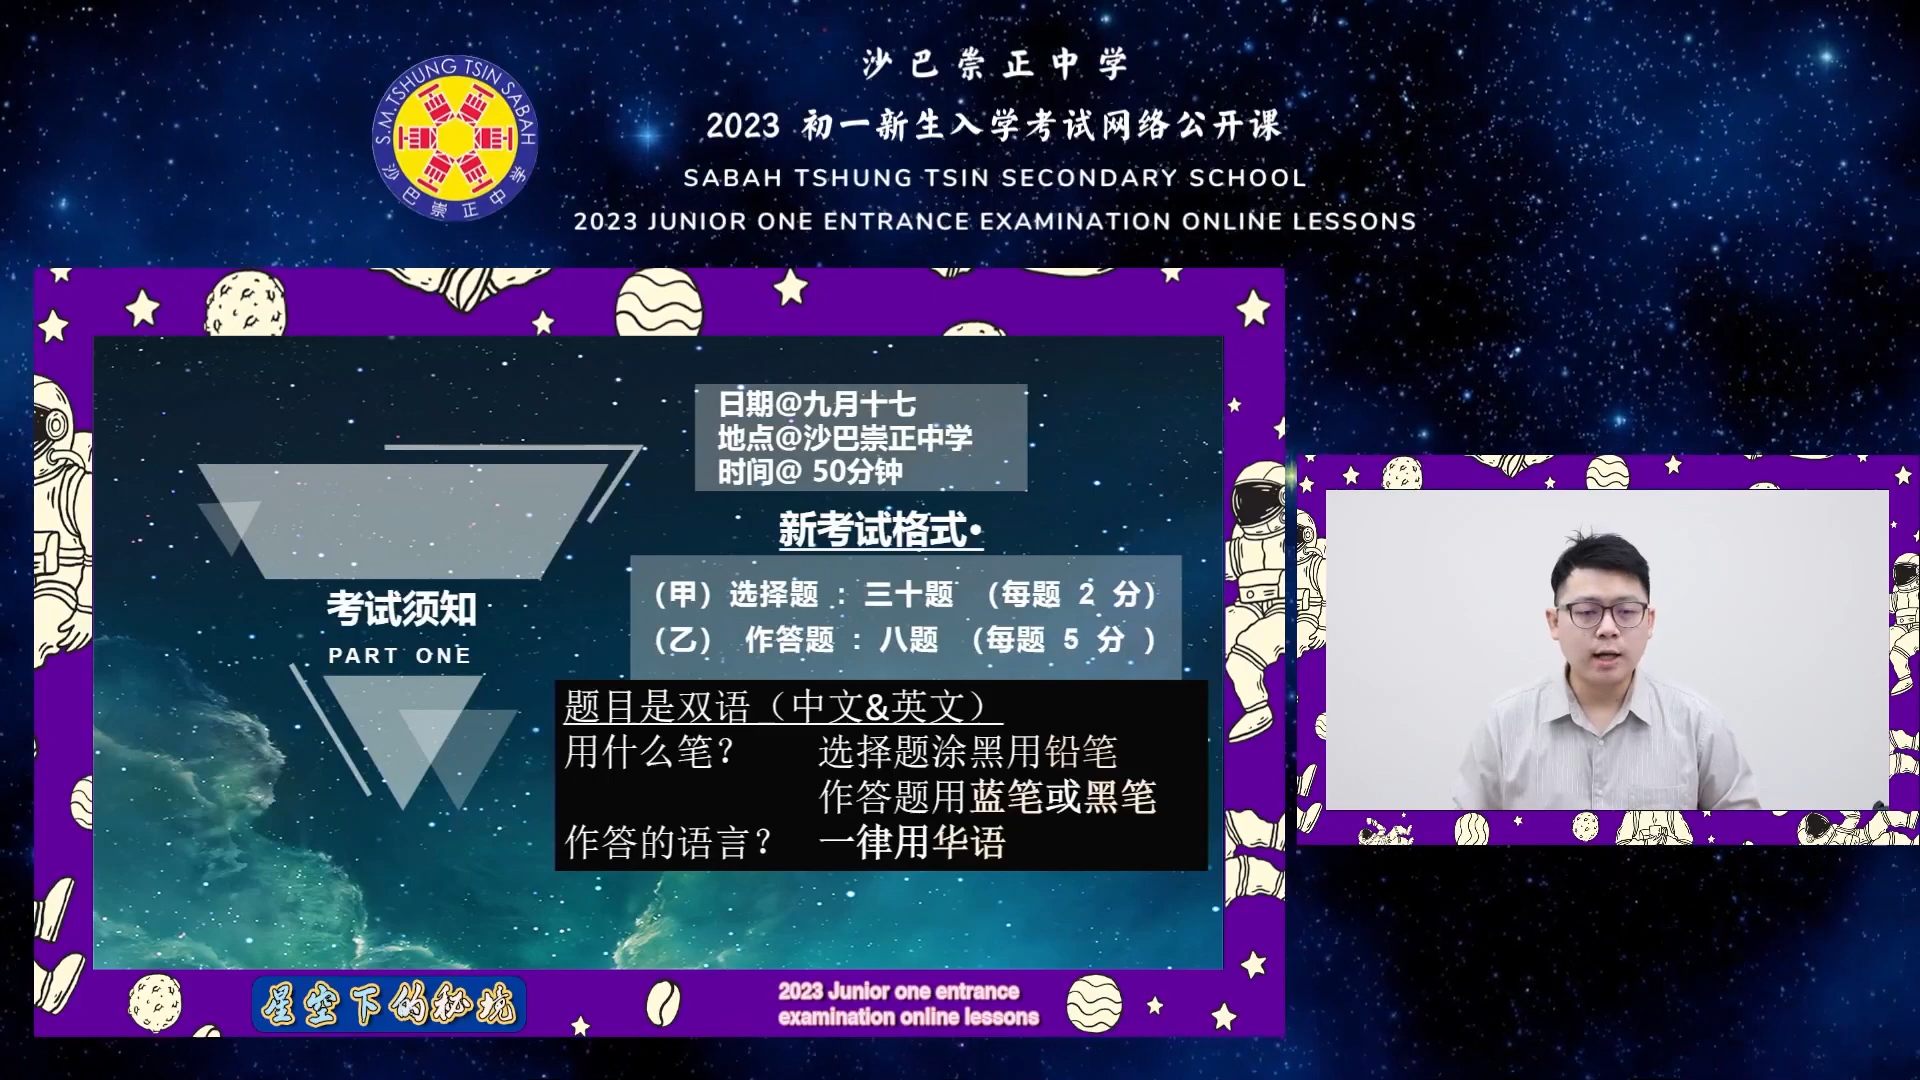 S.M TSHUNG TSIN SABAH
沙巴崇正中学
沙巴崇正中学
2023 初一新生入学考试网络公开课
SABAH TSHUNG TSIN SECONDARY SCHOOL
2023 JUNIOR ONE ENTRANCE EXAMINATION ONLINE LESSONS
日期@九月十七
地点@沙巴崇正中学
时间@ 50分钟
新考试格式•
（甲）选择题 : 三十题 （每题 2 分）
（乙） 作答题 : 八题 （每题 5 分 ）
考试须知
PART ONE
题目是双语（中文&英文）
用什么笔? 选择题涂黑用铅笔
作答题用蓝笔或黑笔
作答的语言? 一律用华语
星空下的秘境
2023 Junior one entrance
examination online lessons